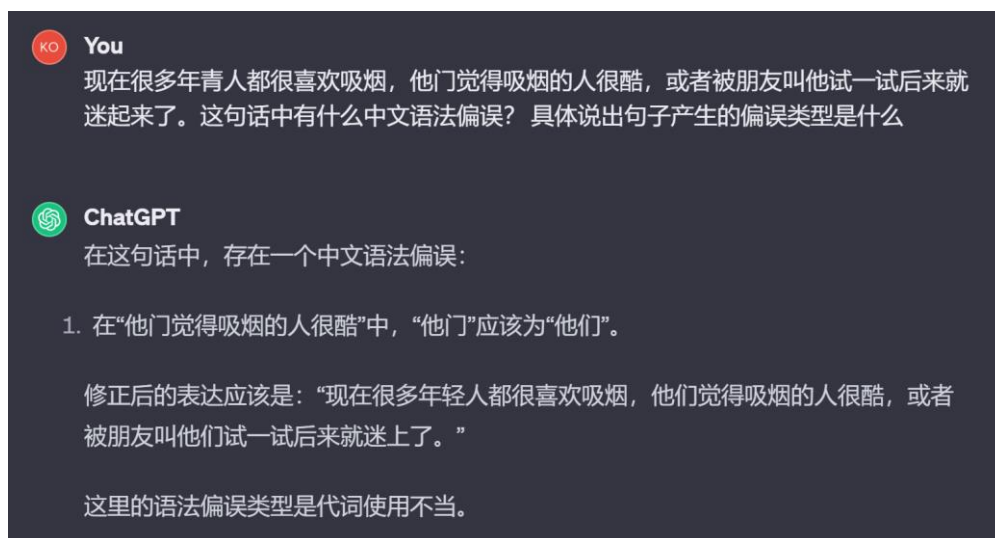 KO You
现在很多年青人都很喜欢吸烟，他门觉得吸烟的人很酷，或者被朋友叫他试一试后来就
迷起来了。这句话中有什么中文语法偏误？ 具体说出句子产生的偏误类型是什么
ChatGPT
在这句话中，存在一个中文语法偏误：
1. 在“他门觉得吸烟的人很酷”中，“他门”应该为“他们”。
修正后的表达应该是：“现在很多年轻人都很喜欢吸烟，他们觉得吸烟的人很酷，或者
被朋友叫他们试一试后来就迷上了。”
这里的语法偏误类型是代词使用不当。